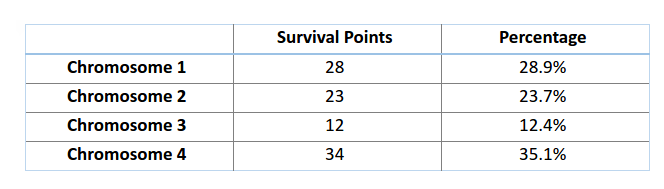 Survival Points Percentage
Chromosome 1 28 28.9%
Chromosome 2 23 23.7%
Chromosome 3 12 12.4%
Chromosome 4 34 35.1%